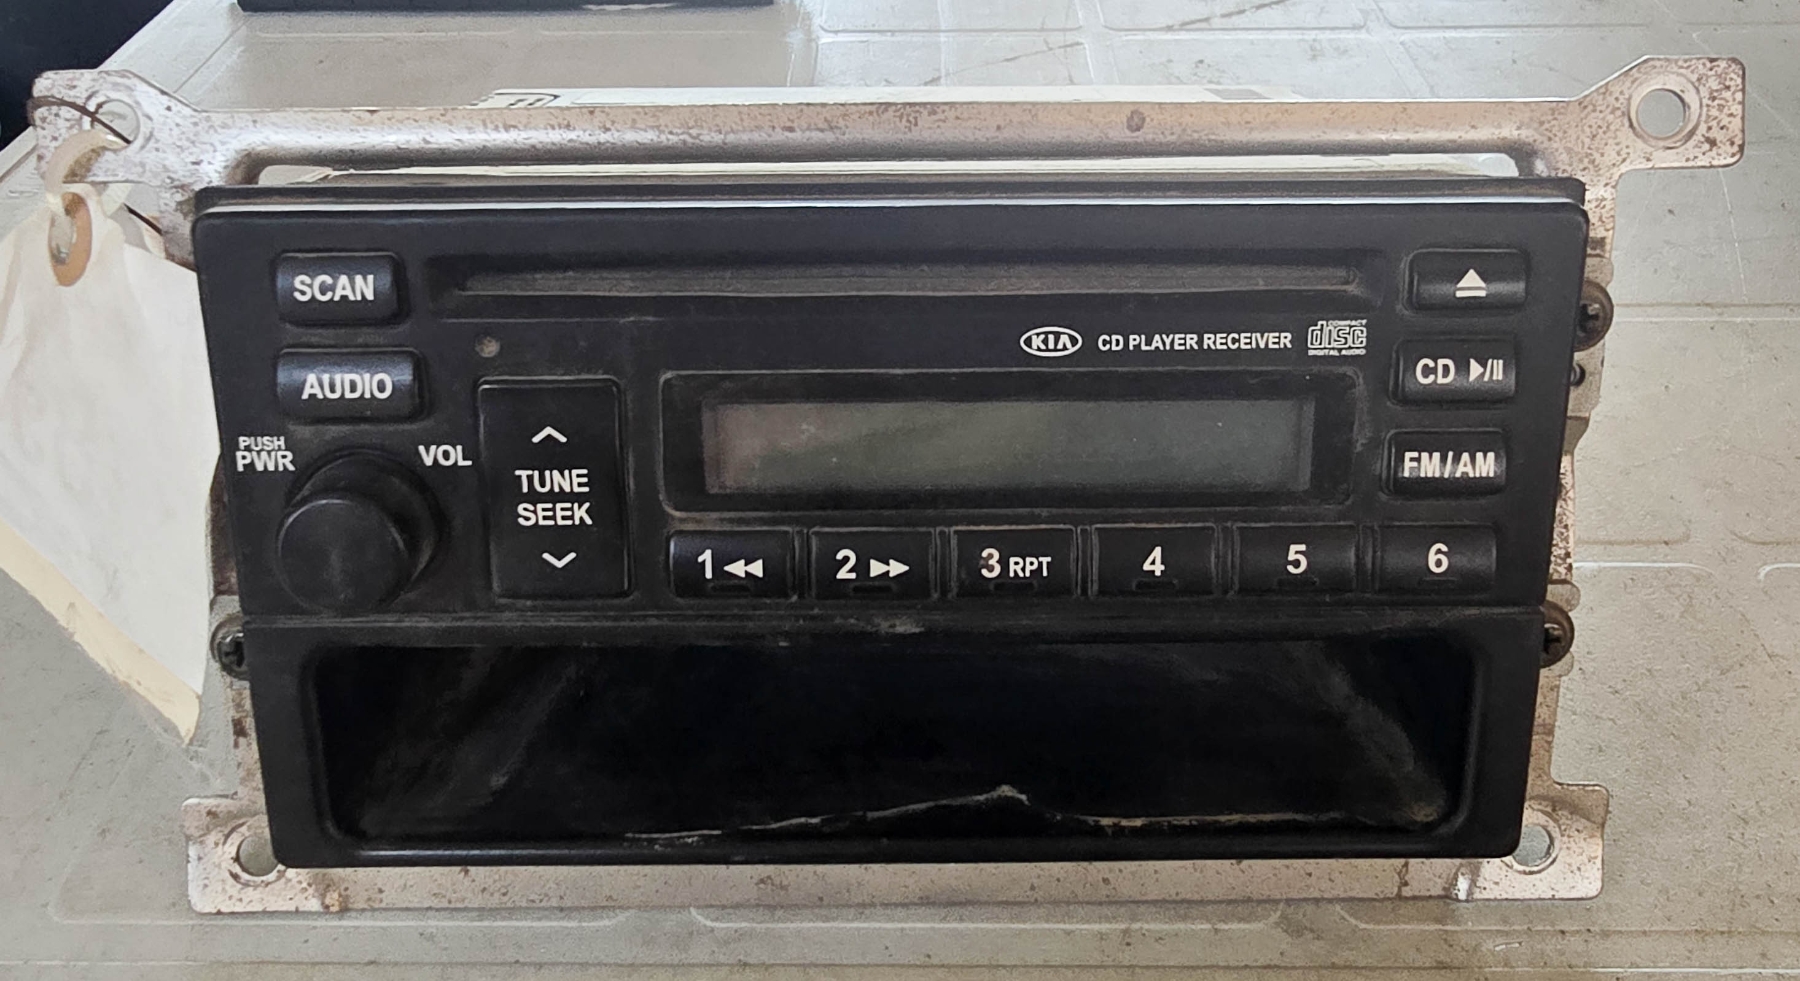 SCAN
KIA CD PLAYER RECEIVER COMPACT disc DIGITAL AUDIO
AUDIO
CD ▶/II
PUSH
PWR
VOL
TUNE
SEEK
FM/AM
1 ◀◀ 2 ▶▶ 3 RPT 4 5 6